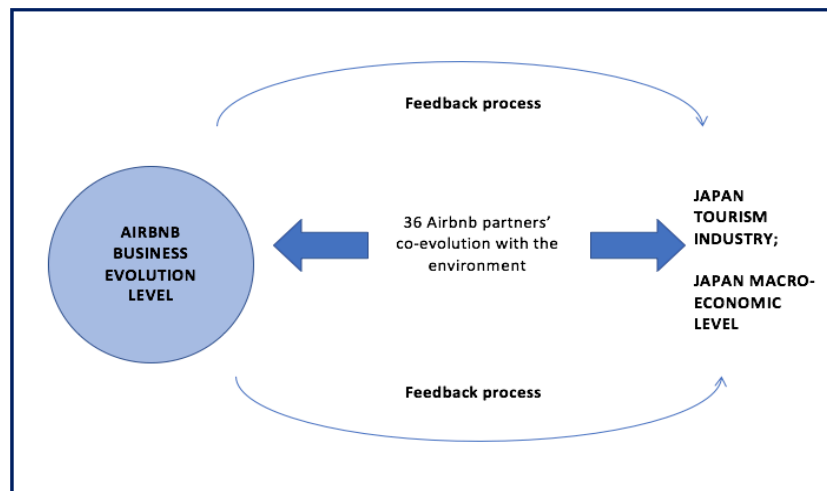 Feedback process
AIRBNB
BUSINESS
EVOLUTION
LEVEL
36 Airbnb partners’
co-evolution with the
environment
JAPAN
TOURISM
INDUSTRY;
JAPAN MACRO-
ECONOMIC
LEVEL
Feedback process